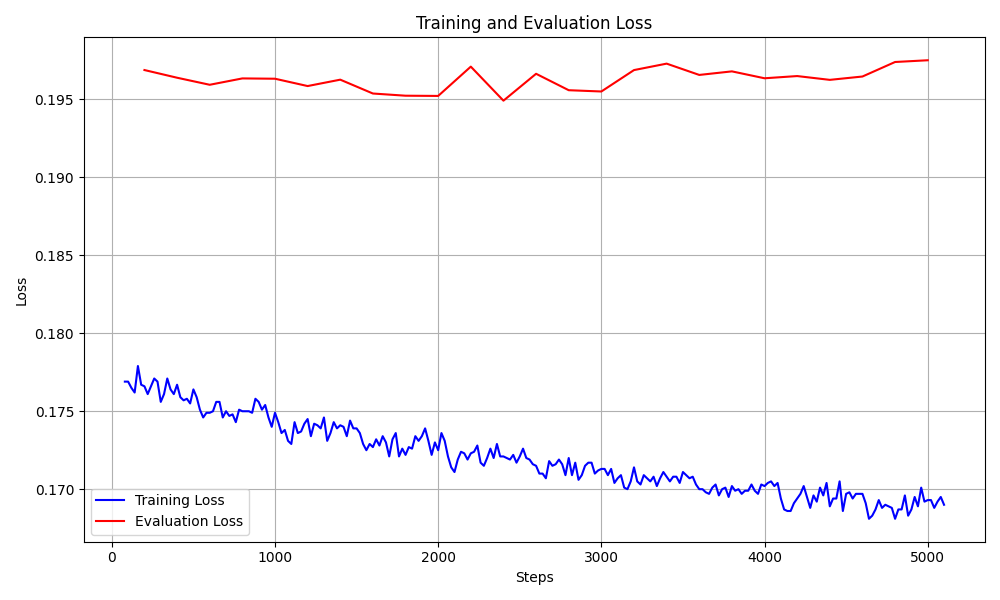 Training and Evaluation Loss
Loss
0.195
0.190
0.185
0.180
0.175
0.170
Training Loss
Evaluation Loss
0 1000 2000 3000 4000 5000
Steps